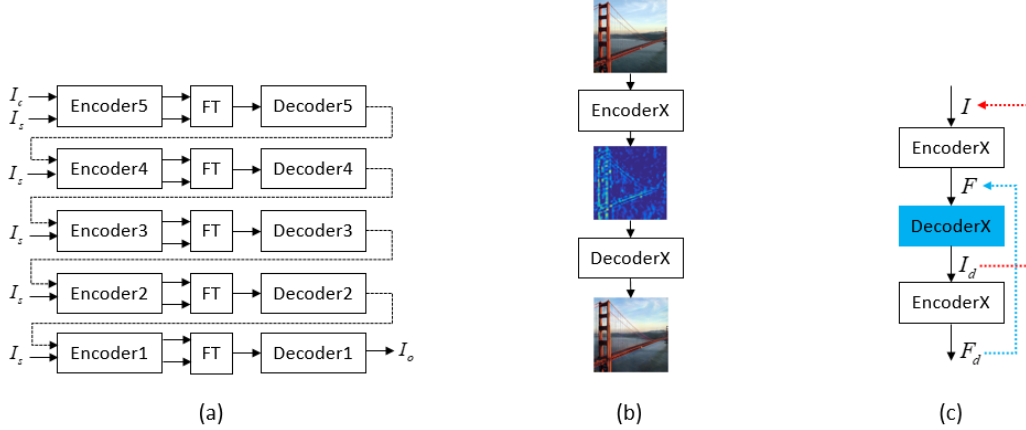 I_c
I_s
Encoder5 FT Decoder5
I_s Encoder4 FT Decoder4
I_s Encoder3 FT Decoder3
I_s Encoder2 FT Decoder2
I_s Encoder1 FT Decoder1 I_o
(a)
EncoderX
DecoderX
(b)
I
EncoderX
F
DecoderX
I_d
EncoderX
F_d
(c)